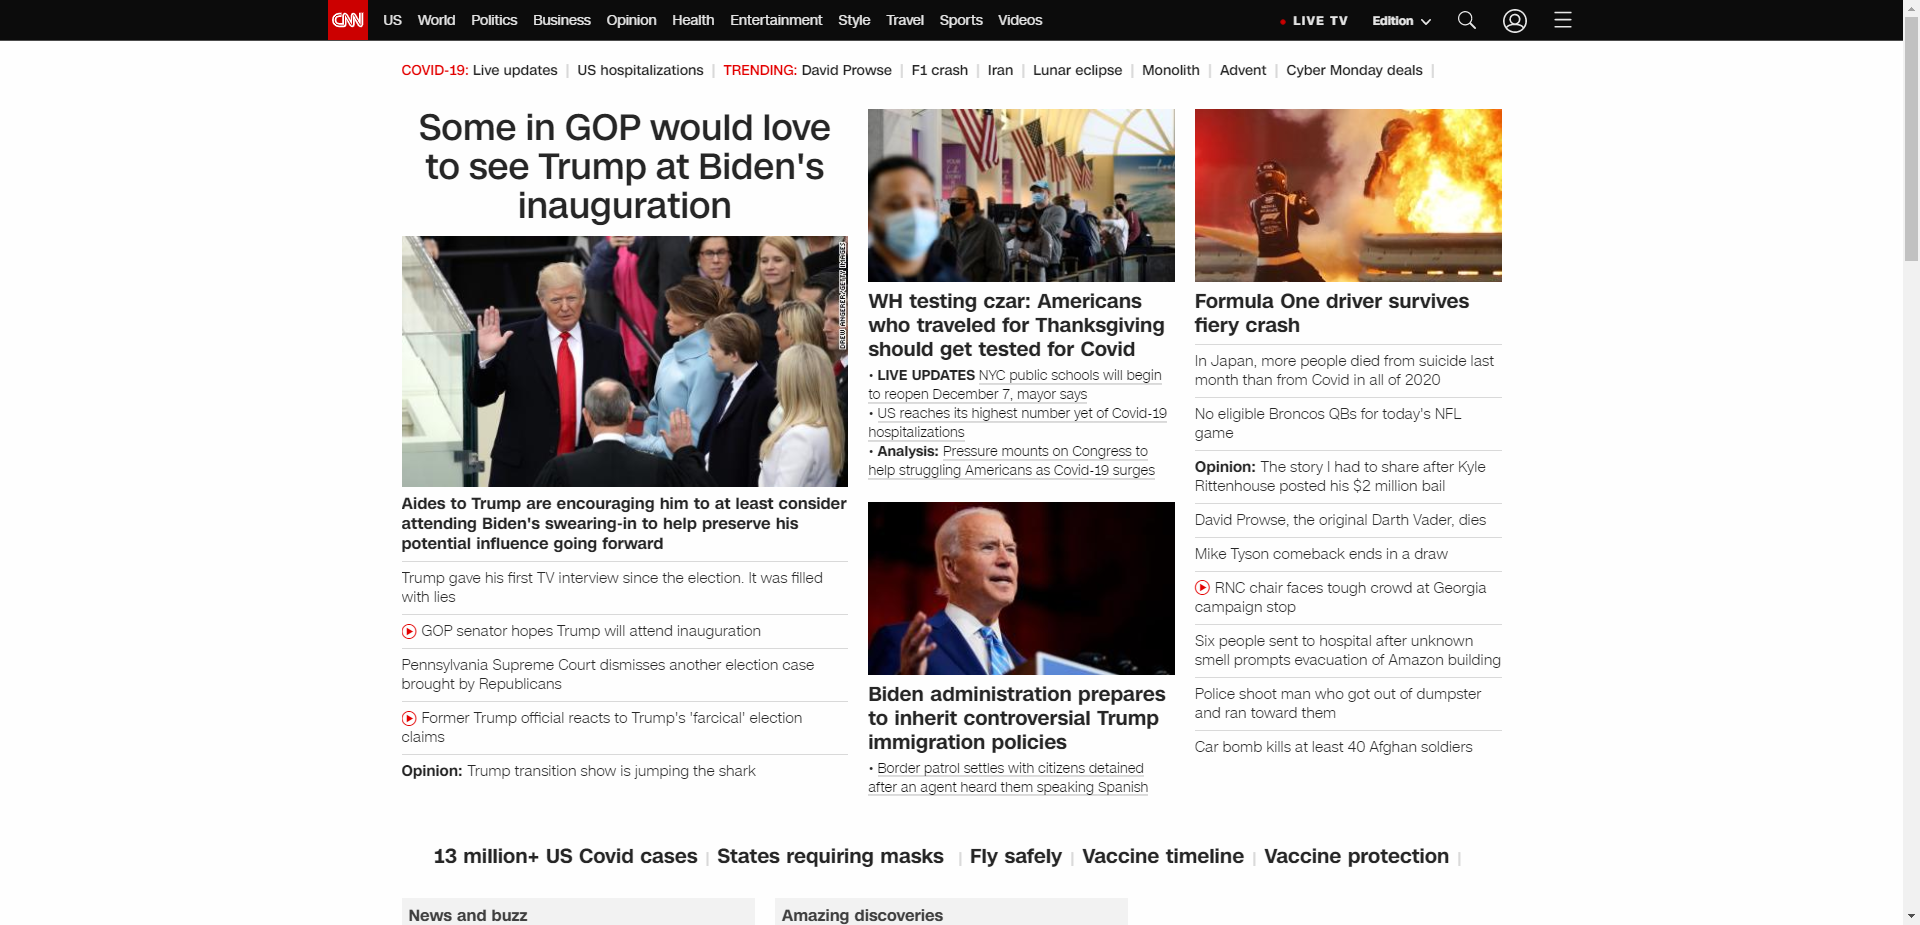 CNN US World Politics Business Opinion Health Entertainment Style Travel Sports Videos LIVE TV Edition
COVID-19: Live updates | US hospitalizations | TRENDING: David Prowse | F1 crash | Iran | Lunar eclipse | Monolith | Advent | Cyber Monday deals |
Some in GOP would love
to see Trump at Biden's
inauguration
DREW ANGERER/GETTY IMAGES
Aides to Trump are encouraging him to at least consider
attending Biden's swearing-in to help preserve his
potential influence going forward
Trump gave his first TV interview since the election. It was filled
with lies
GOP senator hopes Trump will attend inauguration
Pennsylvania Supreme Court dismisses another election case
brought by Republicans
Former Trump official reacts to Trump's 'farcical' election
claims
Opinion: Trump transition show is jumping the shark
WH testing czar: Americans
who traveled for Thanksgiving
should get tested for Covid
• LIVE UPDATES NYC public schools will begin
to reopen December 7, mayor says
• US reaches its highest number yet of Covid-19
hospitalizations
• Analysis: Pressure mounts on Congress to
help struggling Americans as Covid-19 surges
Biden administration prepares
to inherit controversial Trump
immigration policies
• Border patrol settles with citizens detained
after an agent heard them speaking Spanish
Formula One driver survives
fiery crash
In Japan, more people died from suicide last
month than from Covid in all of 2020
No eligible Broncos QBs for today's NFL
game
Opinion: The story I had to share after Kyle
Rittenhouse posted his $2 million bail
David Prowse, the original Darth Vader, dies
Mike Tyson comeback ends in a draw
RNC chair faces tough crowd at Georgia
campaign stop
Six people sent to hospital after unknown
smell prompts evacuation of Amazon building
Police shoot man who got out of dumpster
and ran toward them
Car bomb kills at least 40 Afghan soldiers
13 million+ US Covid cases | States requiring masks | Fly safely | Vaccine timeline | Vaccine protection |
News and buzz
Amazing discoveries